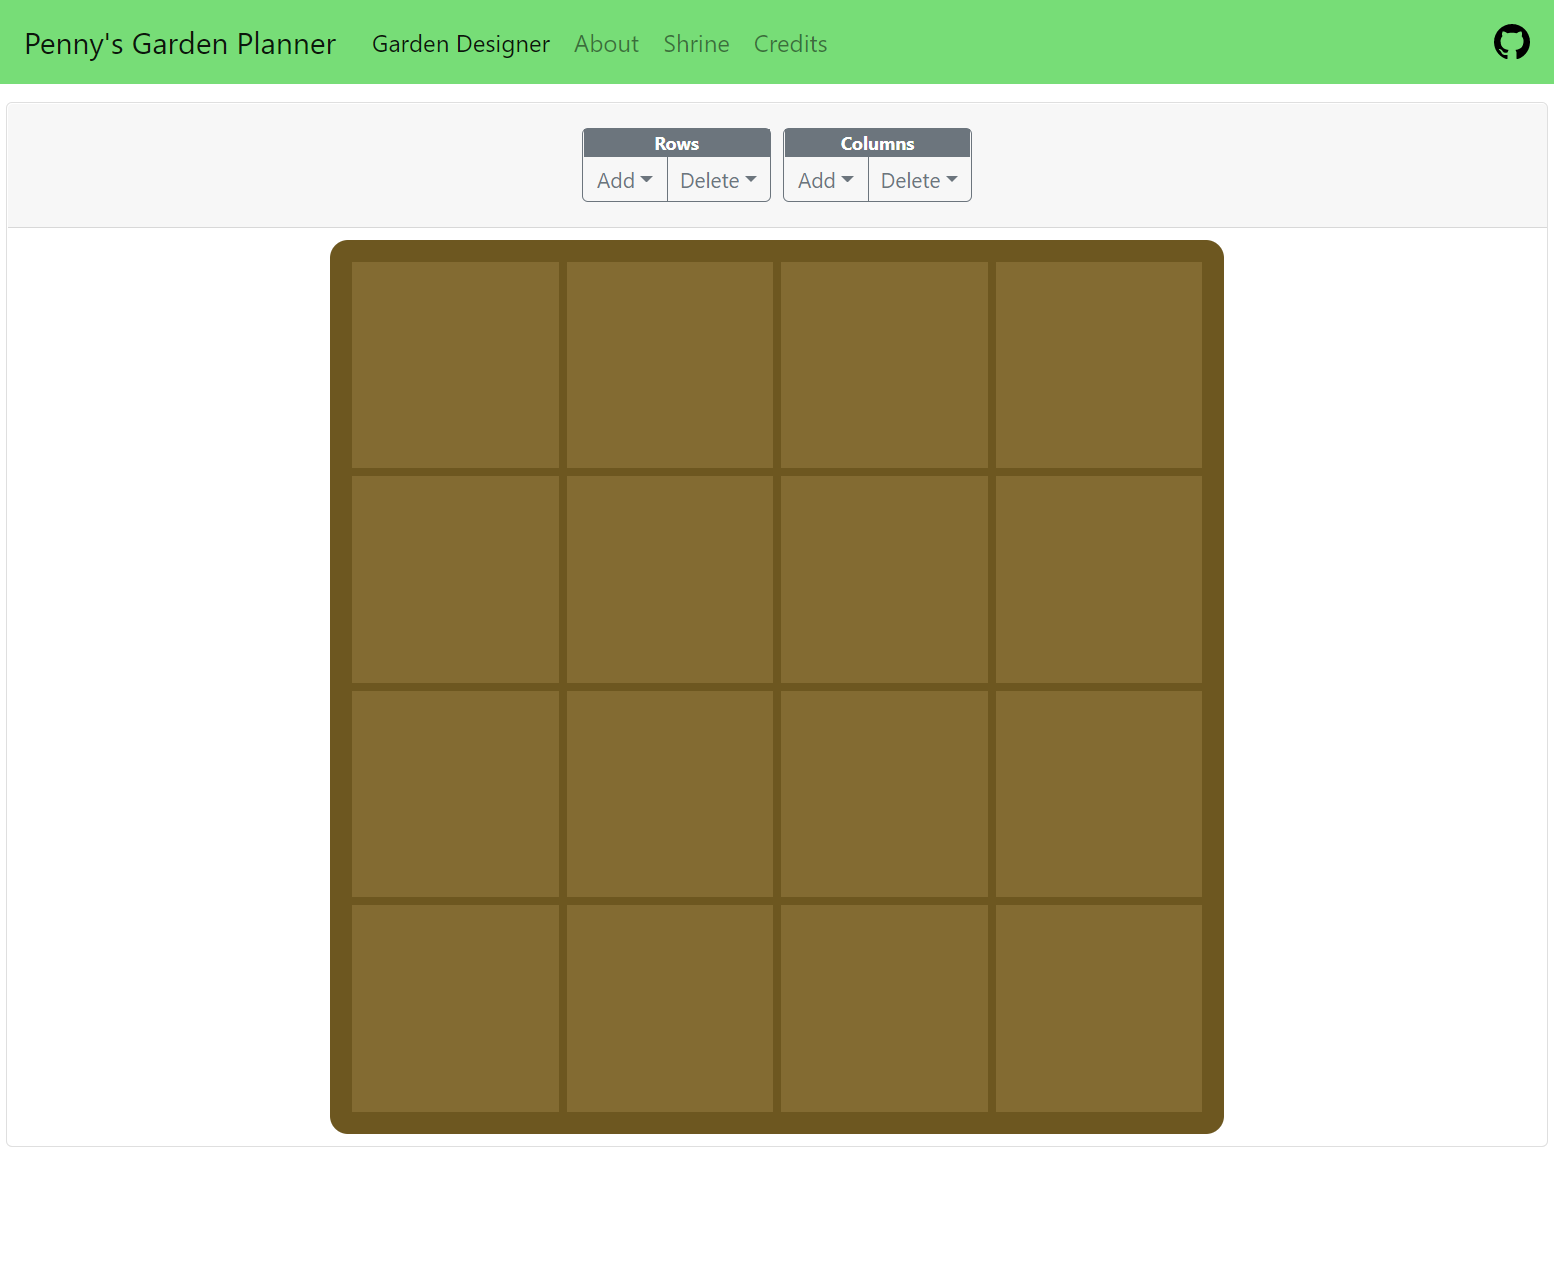 Penny's Garden Planner Garden Designer About Shrine Credits
Rows Columns
Add Delete Add Delete